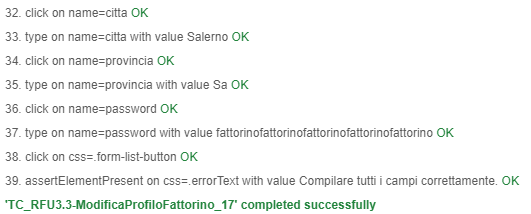 32. click on name=citta OK
33. type on name=citta with value Salerno OK
34. click on name=provincia OK
35. type on name=provincia with value Sa OK
36. click on name=password OK
37. type on name=password with value fattorinofattorinofattorinofattorinofattorino OK
38. click on css=.form-list-button OK
39. assertElementPresent on css=.errorText with value Compilare tutti i campi correttamente. OK
'TC_RFU3.3-ModificaProfiloFattorino_17' completed successfully